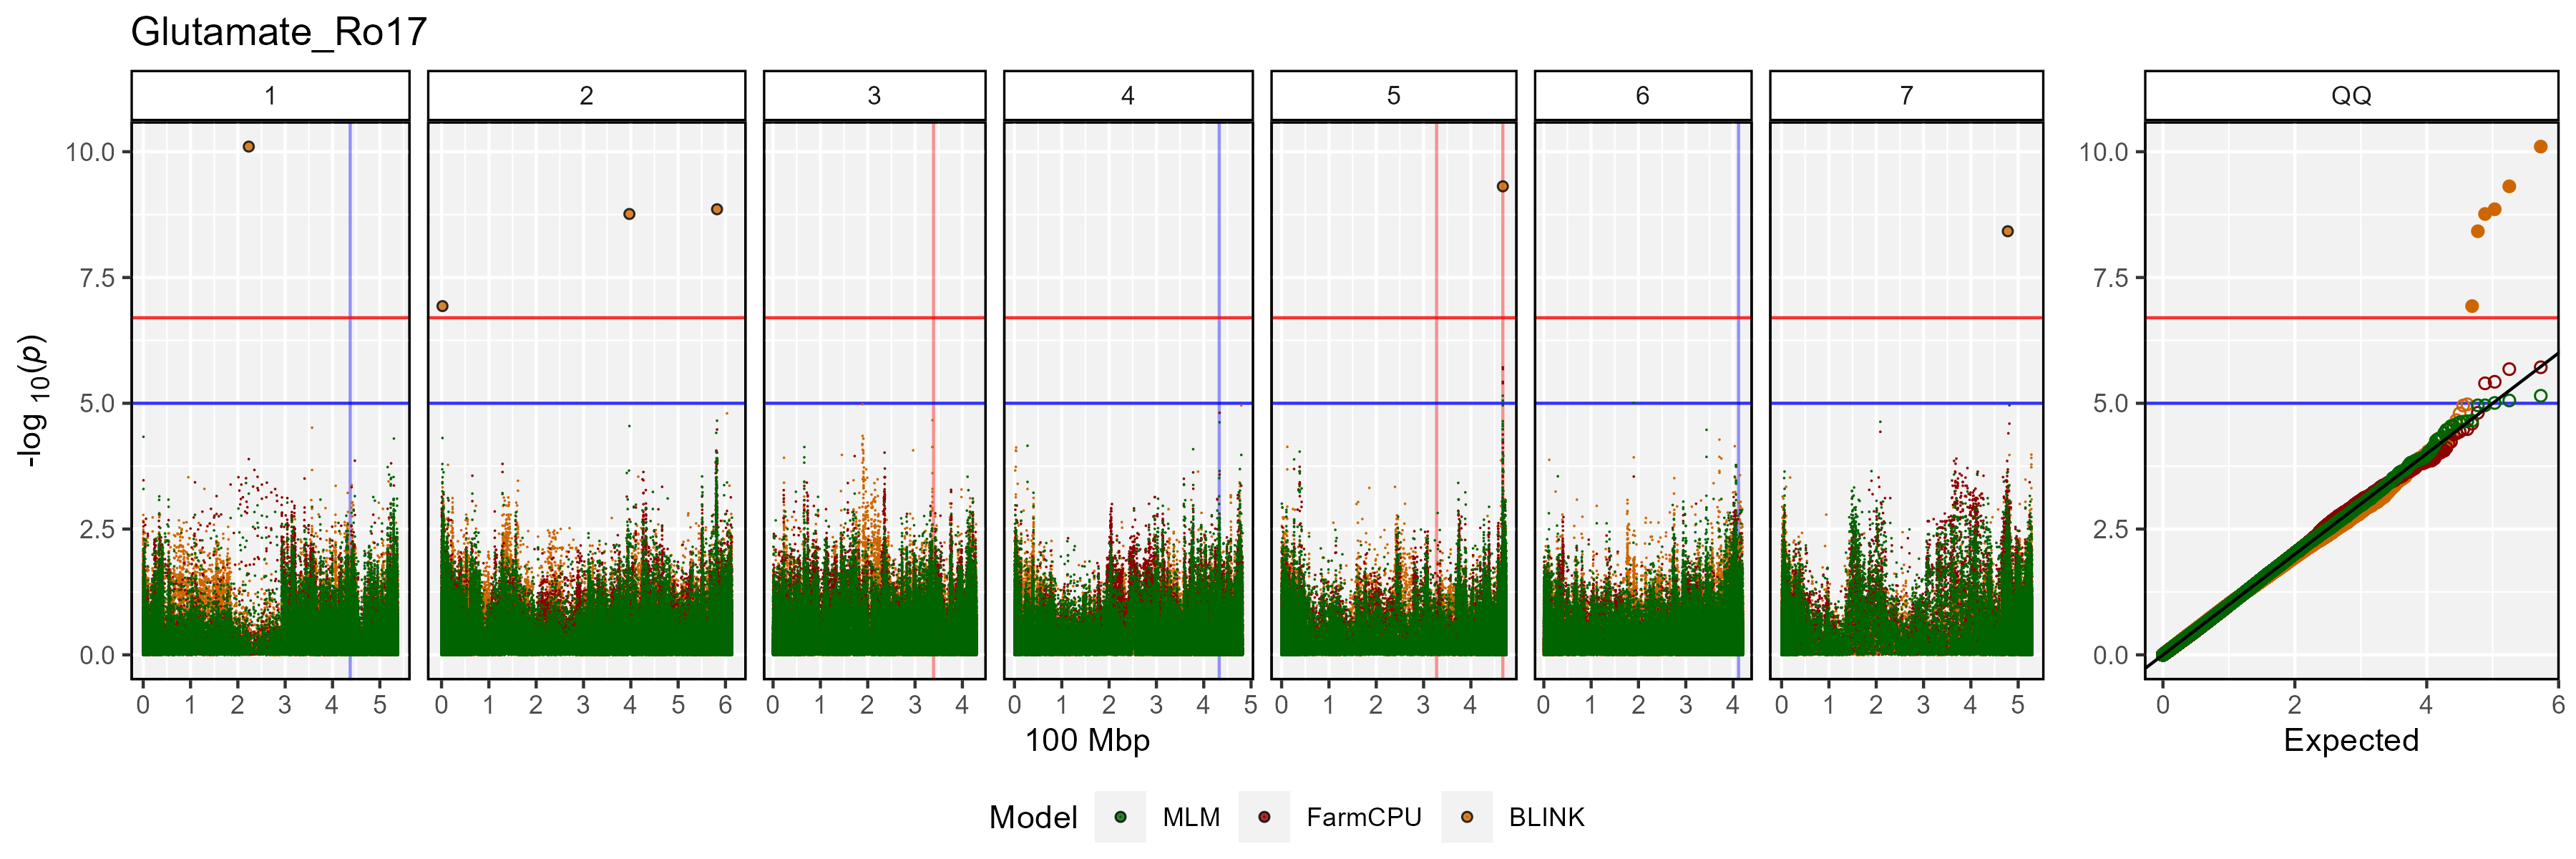 Glutamate_Ro17
1 2 3 4 5 6 7 QQ
10.0 10.0
7.5 7.5
5.0 5.0
2.5 2.5
0.0 0.0
-log 10(p)
0 1 2 3 4 5 0 1 2 3 4 5 6 0 1 2 3 4 0 1 2 3 4 5 0 1 2 3 4 0 1 2 3 4 0 1 2 3 4 5 0 2 4 6
100 Mbp Expected
Model MLM FarmCPU BLINK